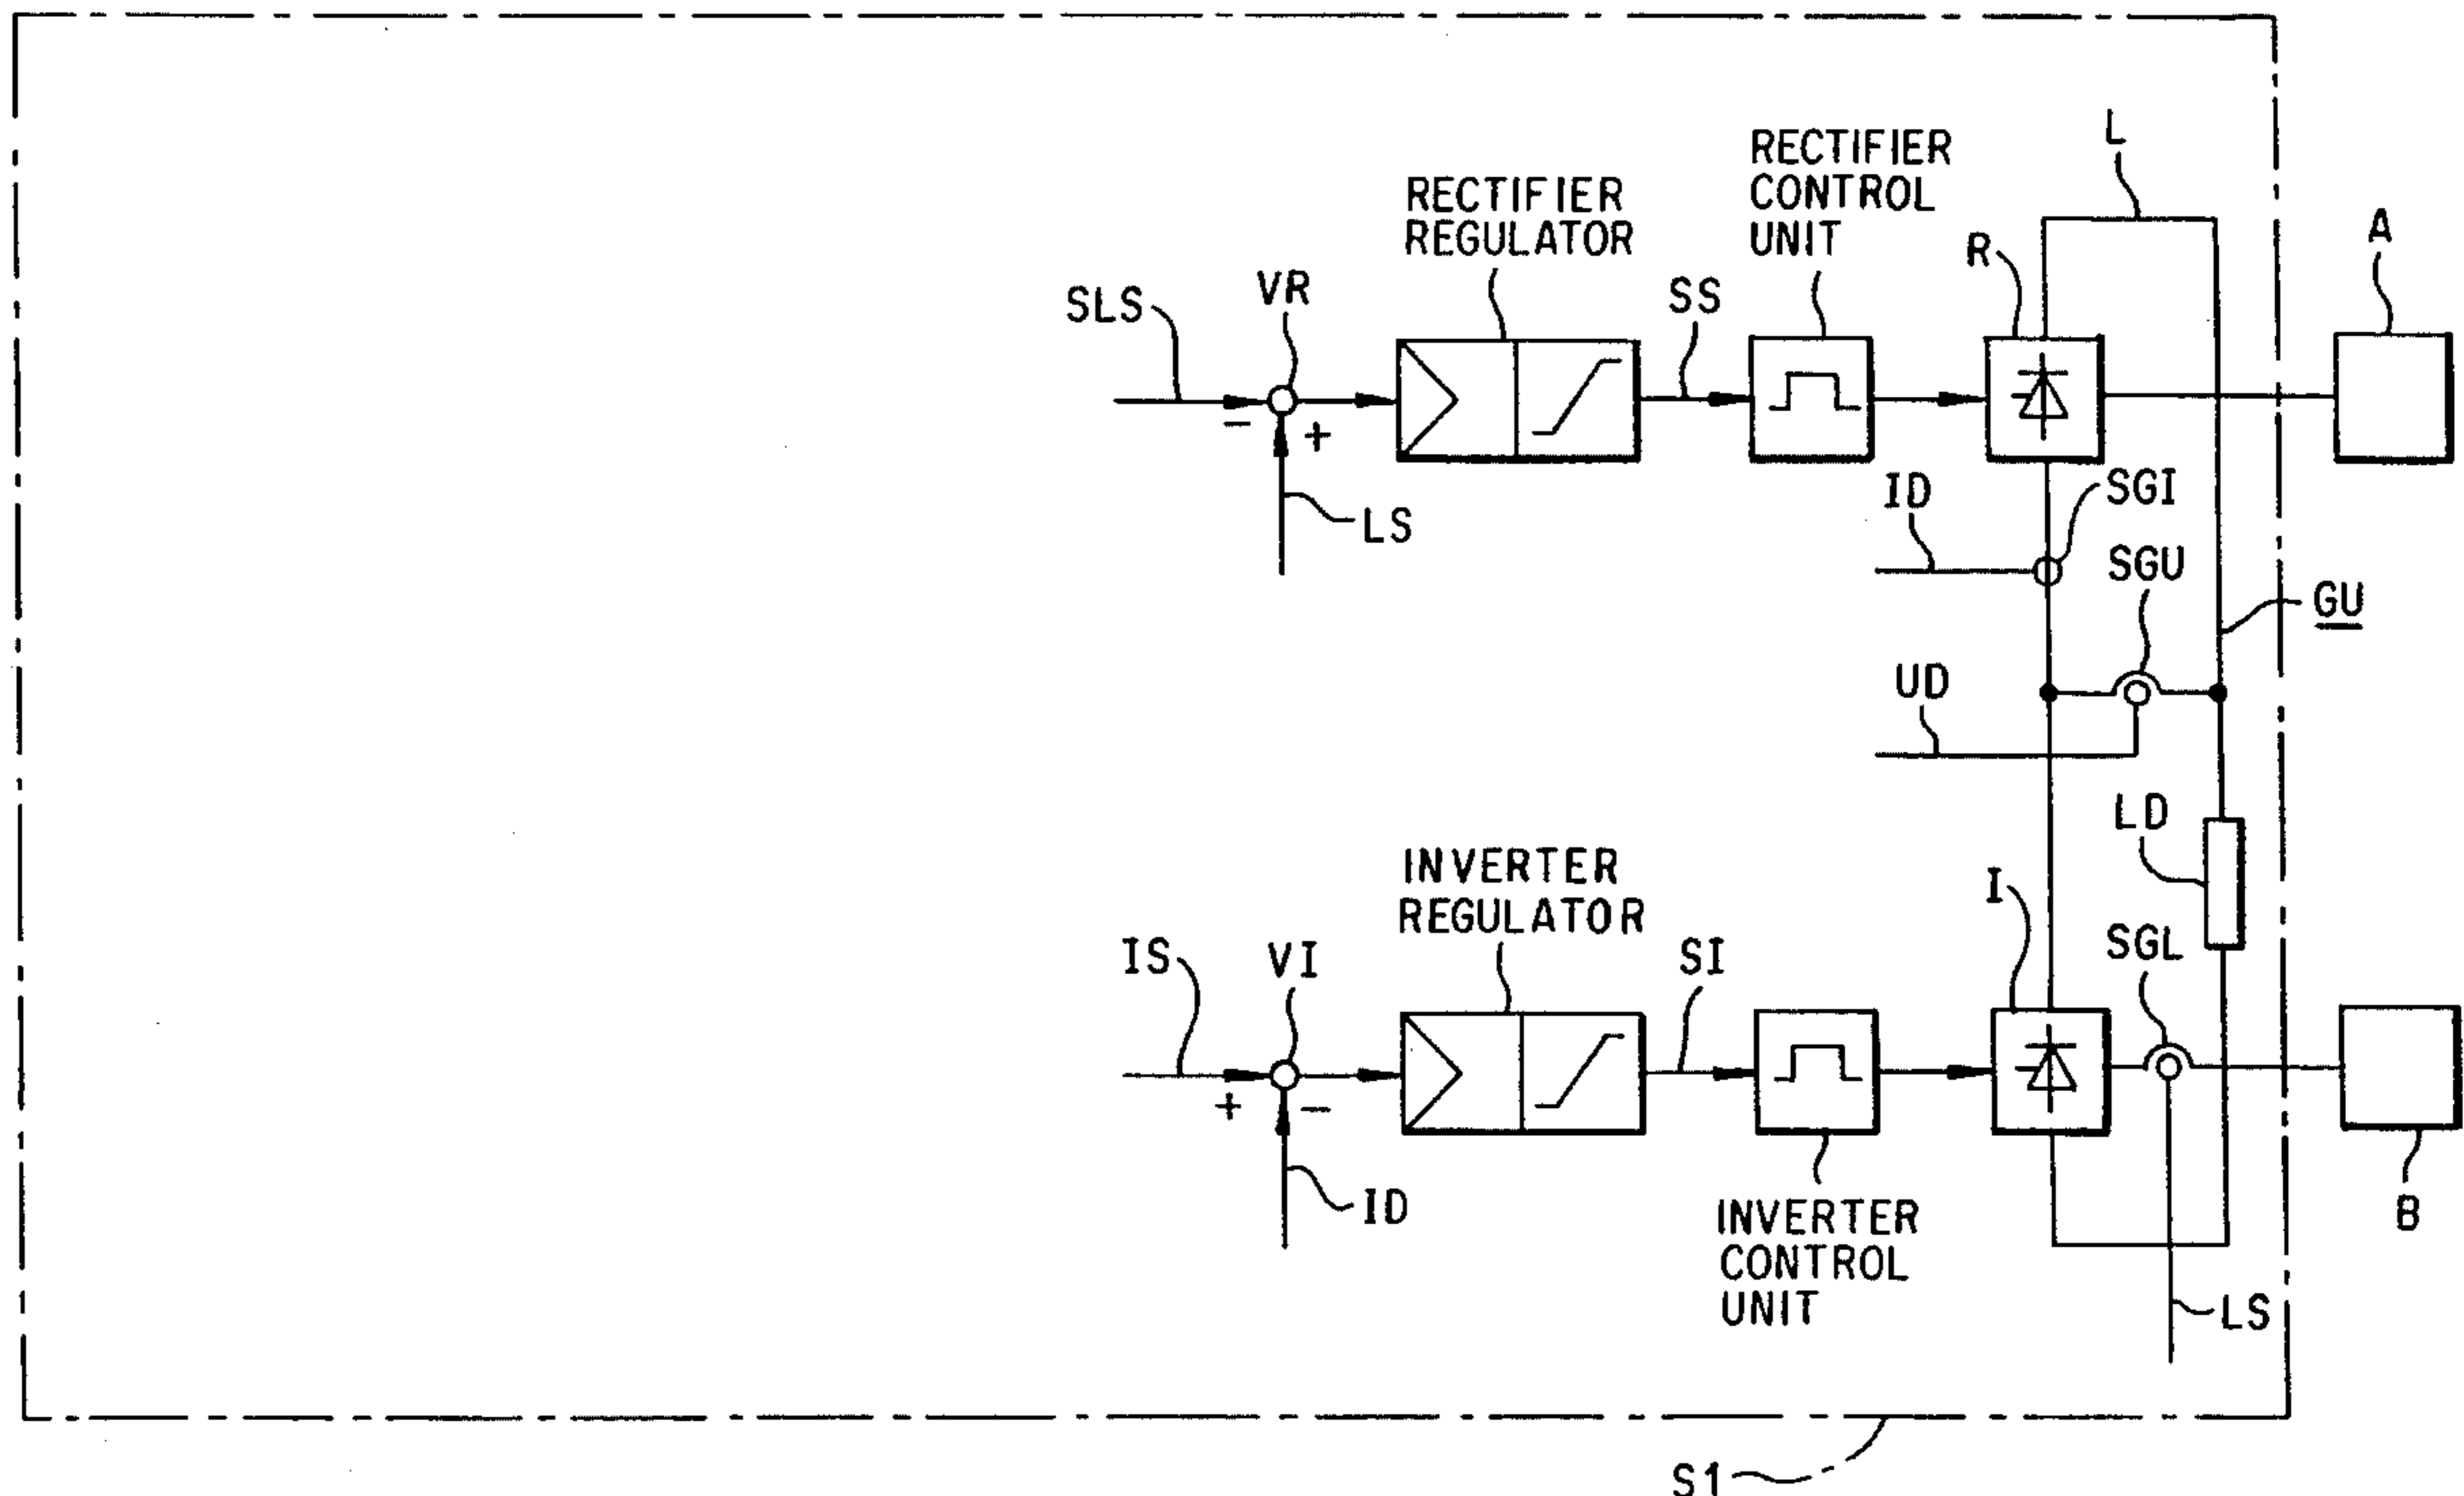 L
RECTIFIER
CONTROL
UNIT
RECTIFIER
REGULATOR
R
A
SLS
VR
SS
- +
LS
ID
SGI
SGU
GU
UD
LD
INVERTER
REGULATOR
I
IS
VI
SI
SGL
+ -
ID
INVERTER
CONTROL
UNIT
B
LS
S1